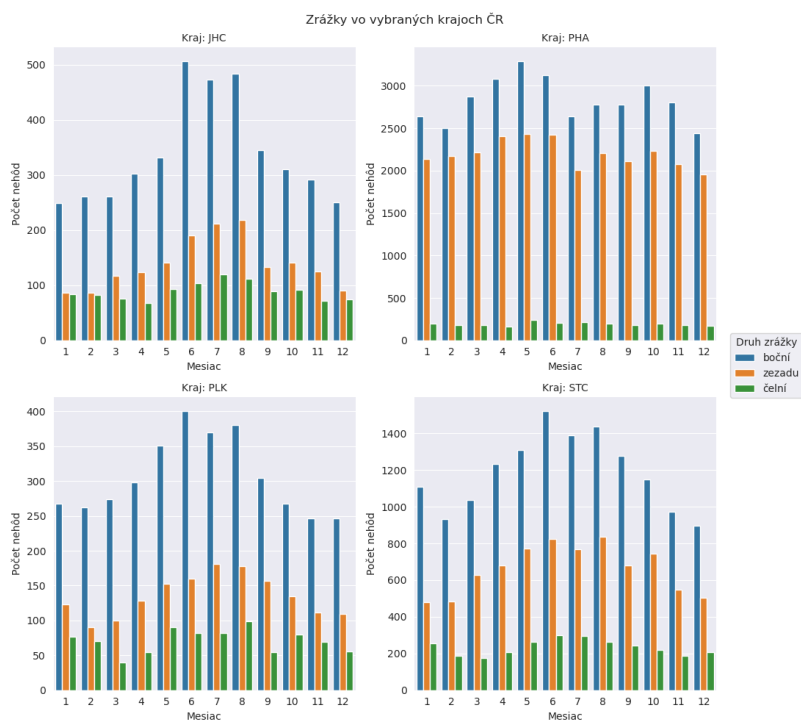 Zrážky vo vybraných krajoch ČR
Kraj: JHC
Počet nehôd
500
400
300
200
100
0
1 2 3 4 5 6 7 8 9 10 11 12
Mesiac
Kraj: PHA
Počet nehôd
3000
2500
2000
1500
1000
500
0
1 2 3 4 5 6 7 8 9 10 11 12
Mesiac
Druh zrážky
boční
zezadu
čelní
Kraj: PLK
Počet nehôd
400
350
300
250
200
150
100
50
0
1 2 3 4 5 6 7 8 9 10 11 12
Mesiac
Kraj: STC
Počet nehôd
1400
1200
1000
800
600
400
200
0
1 2 3 4 5 6 7 8 9 10 11 12
Mesiac